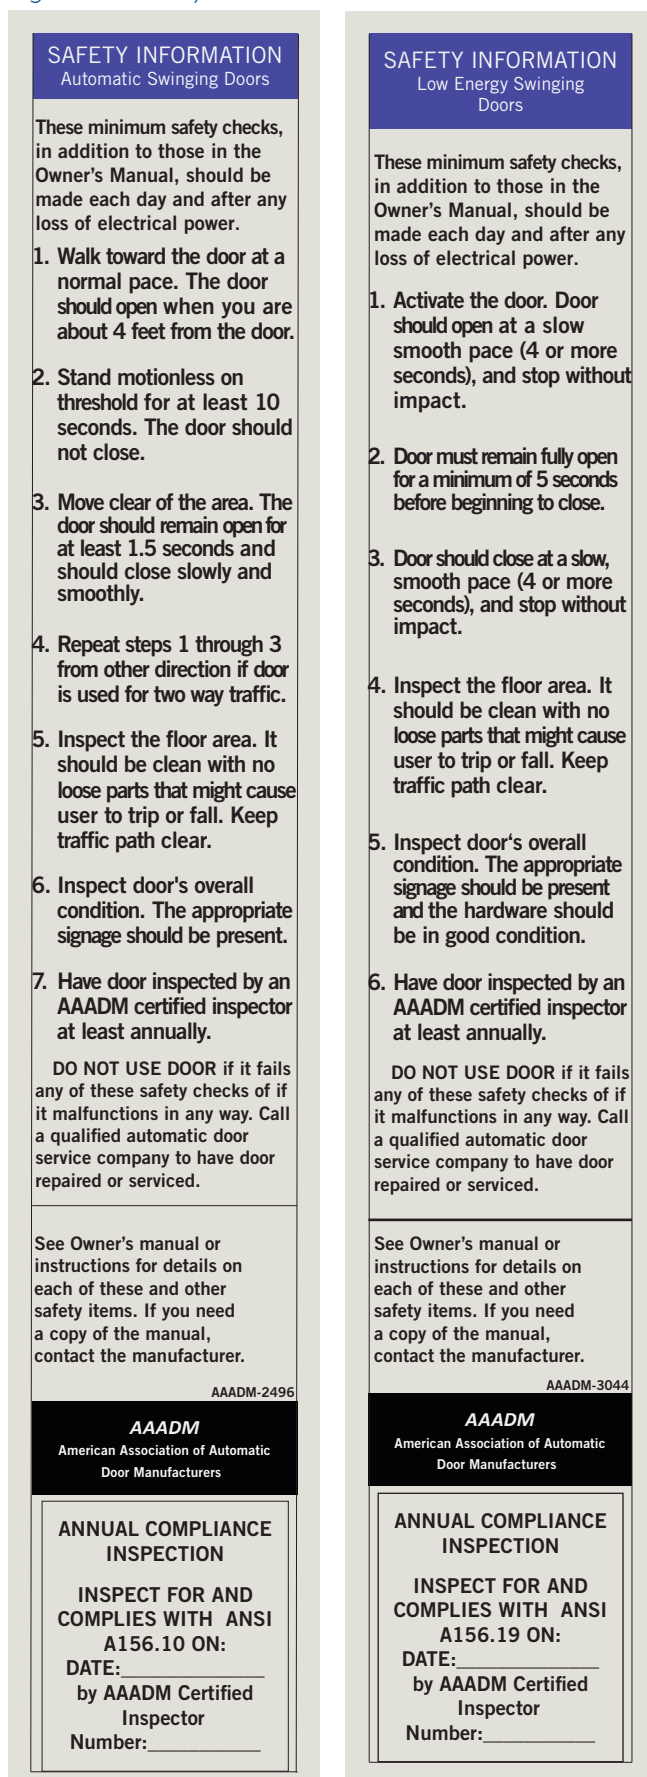 SAFETY INFORMATION
Automatic Swinging Doors
These minimum safety checks,
in addition to those in the
Owner’s Manual, should be
made each day and after any
loss of electrical power.
1. Walk toward the door at a
normal pace. The door
should open when you are
about 4 feet from the door.
2. Stand motionless on
threshold for at least 10
seconds. The door should
not close.
3. Move clear of the area. The
door should remain open for
at least 1.5 seconds and
should close slowly and
smoothly.
4. Repeat steps 1 through 3
from other direction if door
is used for two way traffic.
5. Inspect the floor area. It
should be clean with no
loose parts that might cause
user to trip or fall. Keep
traffic path clear.
6. Inspect door's overall
condition. The appropriate
signage should be present.
7. Have door inspected by an
AAADM certified inspector
at least annually.
DO NOT USE DOOR if it fails
any of these safety checks of if
it malfunctions in any way. Call
a qualified automatic door
service company to have door
repaired or serviced.
See Owner’s manual or
instructions for details on
each of these and other
safety items. If you need
a copy of the manual,
contact the manufacturer.
AAADM-2496
AAADM
American Association of Automatic
Door Manufacturers
ANNUAL COMPLIANCE
INSPECTION
INSPECT FOR AND
COMPLIES WITH ANSI
A156.10 ON:
DATE:______________
by AAADM Certified
Inspector
Number:___________
SAFETY INFORMATION
Low Energy Swinging
Doors
These minimum safety checks,
in addition to those in the
Owner’s Manual, should be
made each day and after any
loss of electrical power.
1. Activate the door. Door
should open at a slow
smooth pace (4 or more
seconds), and stop without
impact.
2. Door must remain fully open
for a minimum of 5 seconds
before beginning to close.
3. Door should close at a slow,
smooth pace (4 or more
seconds), and stop without
impact.
4. Inspect the floor area. It
should be clean with no
loose parts that might cause
user to trip or fall. Keep
traffic path clear.
5. Inspect door‘s overall
condition. The appropriate
signage should be present
and the hardware should
be in good condition.
6. Have door inspected by an
AAADM certified inspector
at least annually.
DO NOT USE DOOR if it fails
any of these safety checks of if
it malfunctions in any way. Call
a qualified automatic door
service company to have door
repaired or serviced.
See Owner’s manual or
instructions for details on
each of these and other
safety items. If you need
a copy of the manual,
contact the manufacturer.
AAADM-3044
AAADM
American Association of Automatic
Door Manufacturers
ANNUAL COMPLIANCE
INSPECTION
INSPECT FOR AND
COMPLIES WITH ANSI
A156.19 ON:
DATE:______________
by AAADM Certified
Inspector
Number:___________